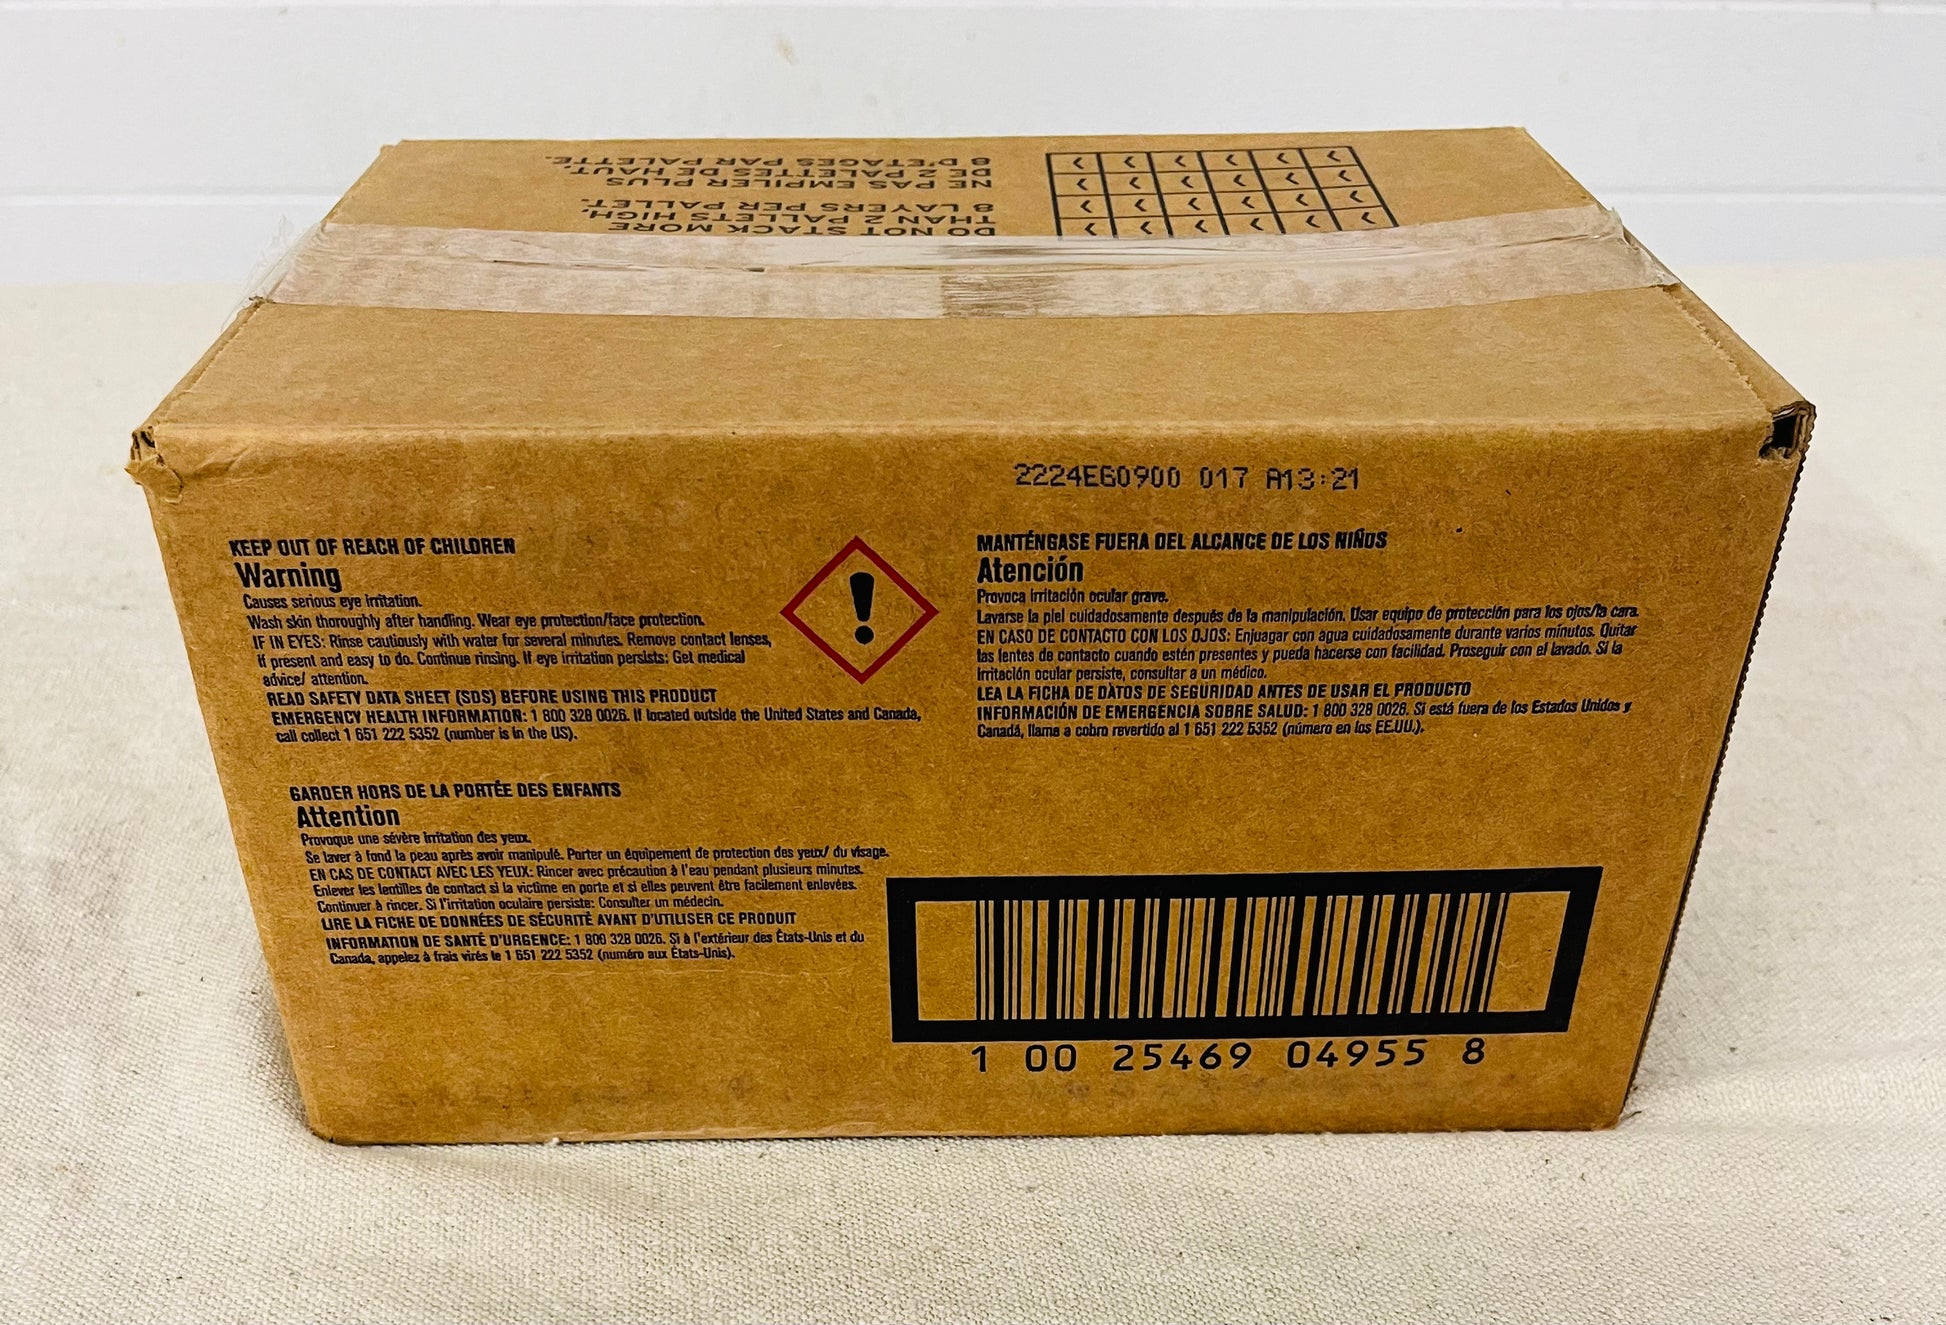 DO NOT STACK MORE
THAN 2 PALLETS HIGH,
8 LAYERS PER PALLET.
NE PAS EMPILER PLUS
DE 2 PALETTES DE HAUT,
8 D'ETAGES PAR PALETTE.
2224E60900 017 A13:21
KEEP OUT OF REACH OF CHILDREN
Warning
Causes serious eye irritation.
Wash skin thoroughly after handling. Wear eye protection/face protection.
IF IN EYES: Rinse cautiously with water for several minutes. Remove contact lenses,
if present and easy to do. Continue rinsing. If eye irritation persists: Get medical
advice/ attention.
READ SAFETY DATA SHEET (SDS) BEFORE USING THIS PRODUCT
EMERGENCY HEALTH INFORMATION: 1 800 328 0026. If located outside the United States and Canada,
call collect 1 651 222 5352 (number is in the US).
MANTÉNGASE FUERA DEL ALCANCE DE LOS NIÑOS
Atención
Provoca irritación ocular grave.
Lavarse la piel cuidadosamente después de la manipulación. Usar equipo de protección para los ojos/la cara.
EN CASO DE CONTACTO CON LOS OJOS: Enjuagar con agua cuidadosamente durante varios minutos. Quitar
las lentes de contacto cuando estén presentes y pueda hacerse con facilidad. Proseguir con el lavado. Si la
irritación ocular persiste, consultar a un médico.
LEA LA FICHA DE DATOS DE SEGURIDAD ANTES DE USAR EL PRODUCTO
INFORMACIÓN DE EMERGENCIA SOBRE SALUD: 1 800 328 0026. Si está fuera de los Estados Unidos y
Canadá, llame a cobro revertido al 1 651 222 5352 (número en los EE.UU.).
GARDER HORS DE LA PORTÉE DES ENFANTS
Attention
Provoque une sévère irritation des yeux.
Se laver à fond la peau après avoir manipulé. Porter un équipement de protection des yeux/ du visage.
EN CAS DE CONTACT AVEC LES YEUX: Rincer avec précaution à l'eau pendant plusieurs minutes.
Enlever les lentilles de contact si la victime en porte et si elles peuvent être facilement enlevées.
Continuer à rincer. Si l'irritation oculaire persiste: Consulter un médecin.
LIRE LA FICHE DE DONNÉES DE SÉCURITÉ AVANT D'UTILISER CE PRODUIT
INFORMATION DE SANTÉ D'URGENCE: 1 800 328 0026. Si à l'extérieur des États-Unis et du
Canada, appelez à frais virés le 1 651 222 5352 (numéro aux États-Unis).
1 00 25469 04955 8